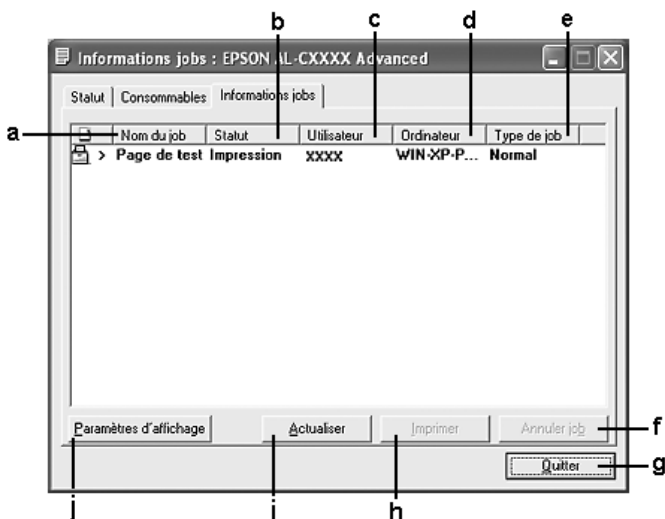 b c d e
Informations jobs : EPSON AL-CXXXX Advanced
Statut Consommables Informations jobs
a Nom du job Statut Utilisateur Ordinateur Type de job
> Page de test Impression XXXX WIN-XP-P... Normal
Paramètres d'affichage Actualiser Imprimer Annuler job f
Quitter g
j i h